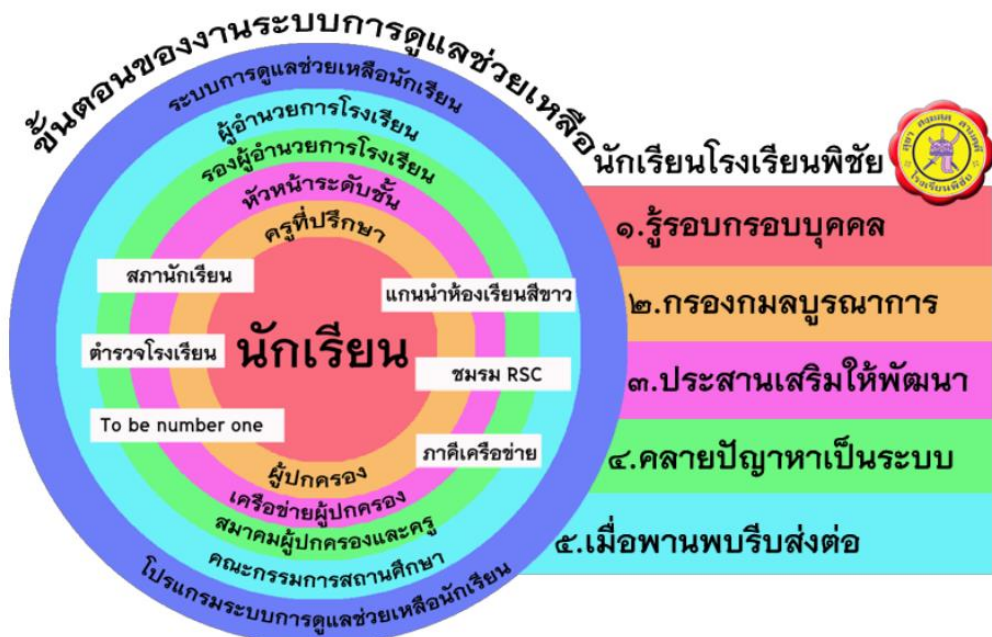 ขั้นตอนของงานระบบการดูแลช่วยเหลือ
นักเรียนโรงเรียนพิชัย
ระบบการดูแลช่วยเหลือนักเรียน
ผู้อำนวยการโรงเรียน
รองผู้อำนวยการโรงเรียน
หัวหน้าระดับชั้น
ครูที่ปรึกษา
สภานักเรียน
แกนนำห้องเรียนสีขาว
ตำรวจโรงเรียน
นักเรียน
ชมรม RSC
To be number one
ภาคีเครือข่าย
ผู้ปกครอง
เครือข่ายผู้ปกครอง
สมาคมผู้ปกครองและครู
คณะกรรมการสถานศึกษา
โปรแกรมระบบการดูแลช่วยเหลือนักเรียน
๑.รู้รอบกรอบบุคคล
๒.กรองกมลบูรณาการ
๓.ประสานเสริมให้พัฒนา
๔.คลายปัญาหาเป็นระบบ
๕.เมื่อพานพบรีบส่งต่อ
โรงเรียนพิชัย